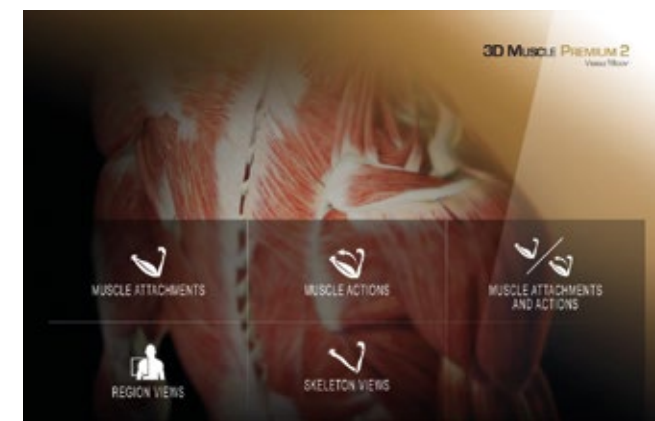 3D MUSCLE PREMIUM 2
MUSCLE ATTACHMENTS
MUSCLE ACTIONS
MUSCLE ATTACHMENTS
AND ACTIONS
REGION VIEWS
SKELETON VIEWS